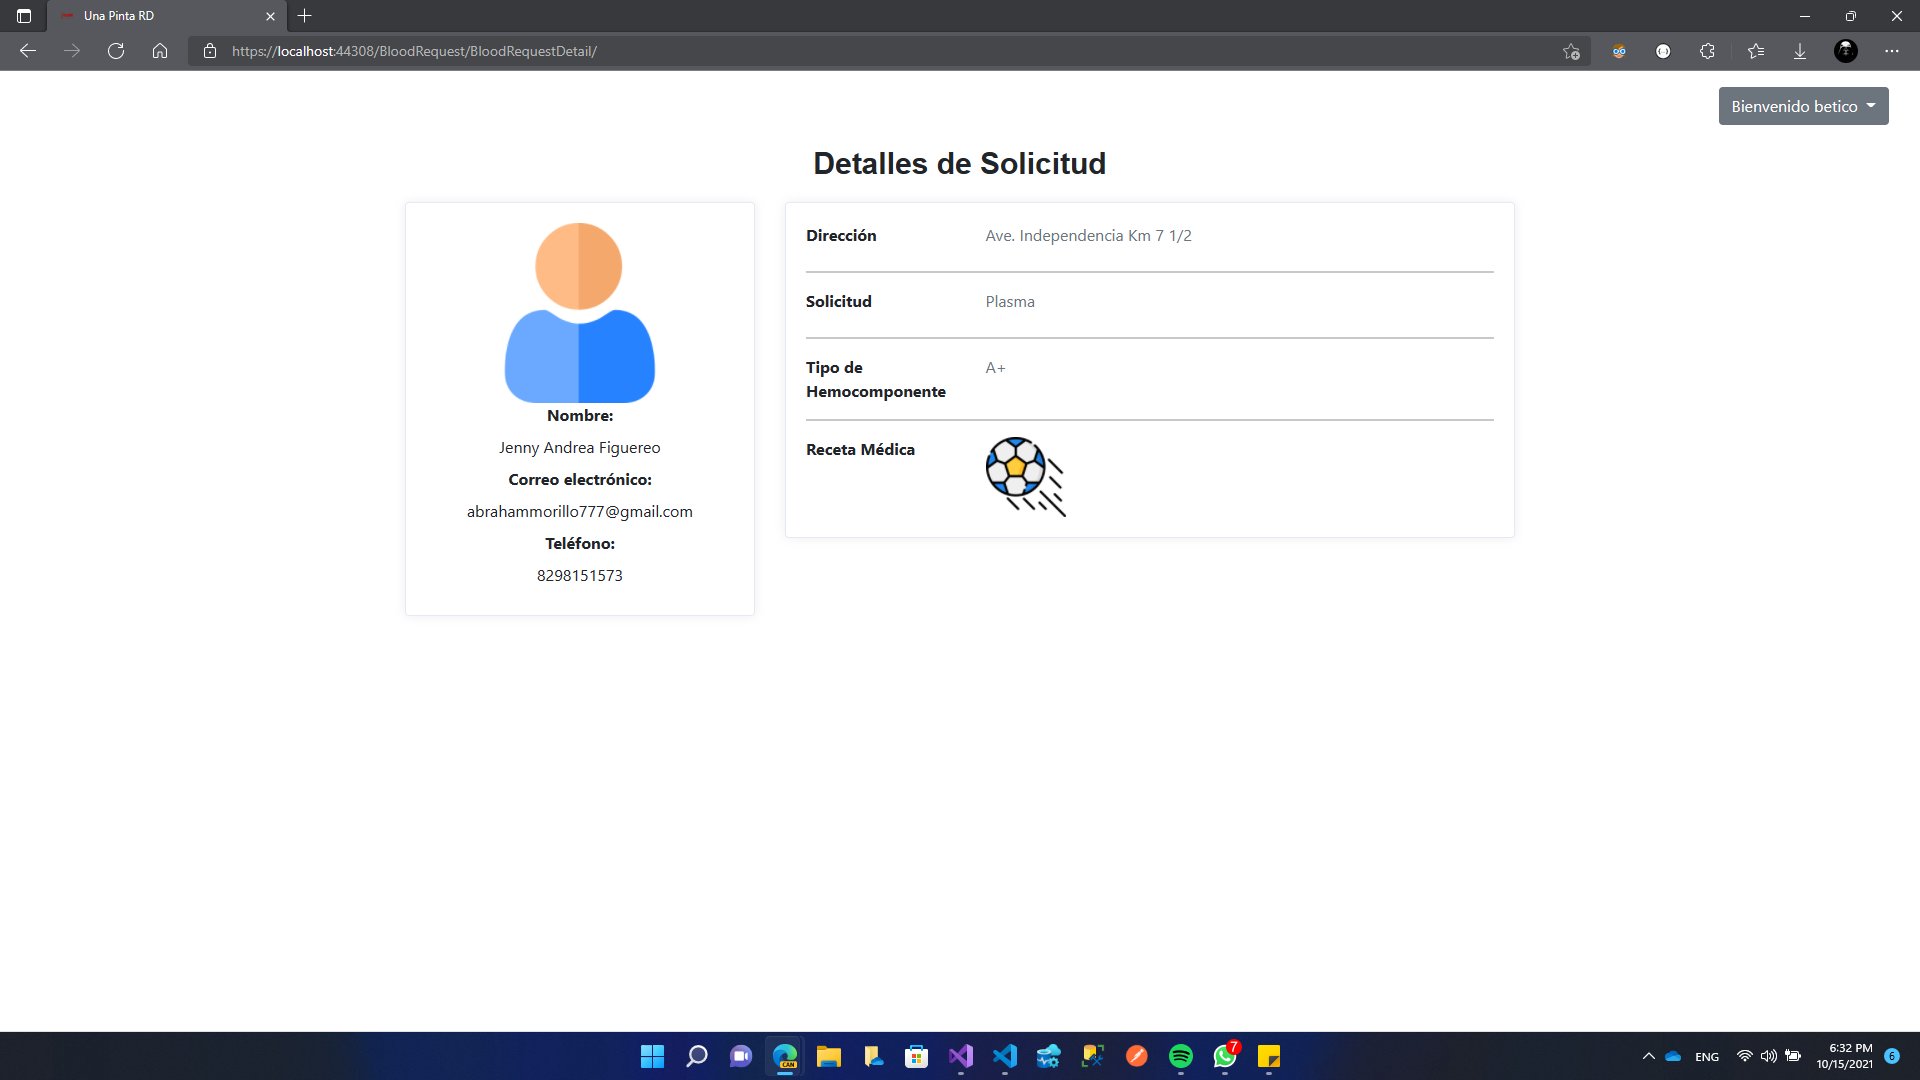 Una Pinta RD
https://localhost:44308/BloodRequest/BloodRequestDetail/
Bienvenido betico
Detalles de Solicitud
Nombre:
Jenny Andrea Figuereo
Correo electrónico:
abrahammorillo777@gmail.com
Teléfono:
8298151573
Dirección
Ave. Independencia Km 7 1/2
Solicitud
Plasma
Tipo de
Hemocomponente
A+
Receta Médica
CAN
7
ENG
6:32 PM
10/15/2021
6